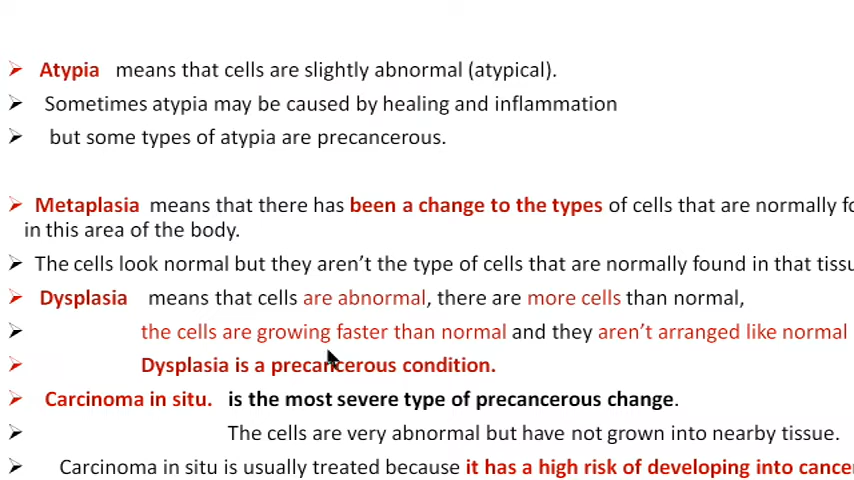 ➢ Atypia means that cells are slightly abnormal (atypical).
➢ Sometimes atypia may be caused by healing and inflammation
➢ but some types of atypia are precancerous.
➢ Metaplasia means that there has been a change to the types of cells that are normally fo
in this area of the body.
➢ The cells look normal but they aren't the type of cells that are normally found in that tissu
➢ Dysplasia means that cells are abnormal, there are more cells than normal,
➢ the cells are growing faster than normal and they aren't arranged like normal
➢ Dysplasia is a precancerous condition.
➢ Carcinoma in situ. is the most severe type of precancerous change.
➢ The cells are very abnormal but have not grown into nearby tissue.
➢ Carcinoma in situ is usually treated because it has a high risk of developing into cance